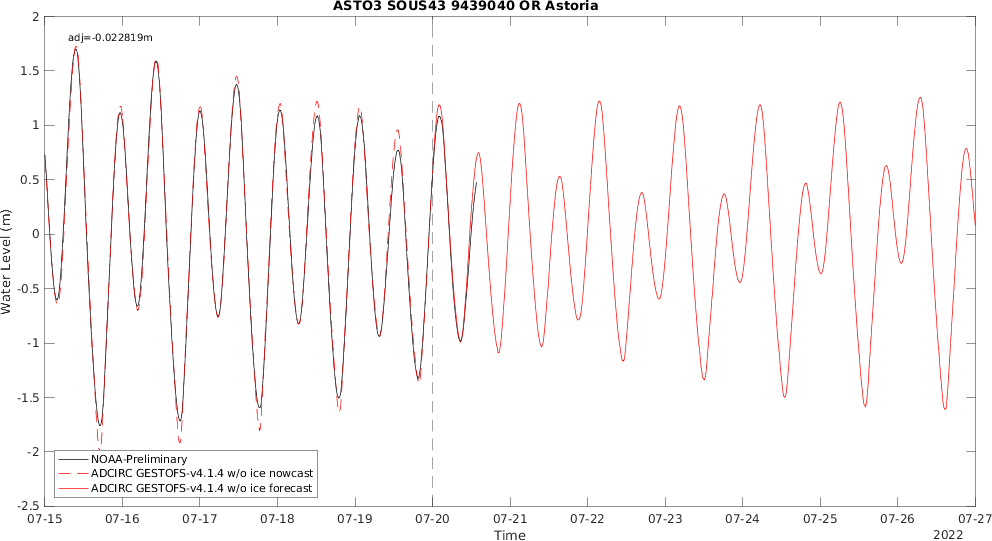 ASTO3 SOUS43 9439040 OR Astoria
adj=-0.022819m
2
1.5
1
0.5
0
-0.5
-1
-1.5
-2
-2.5
Water Level (m)
NOAA-Preliminary
ADCIRC GESTOFS-v4.1.4 w/o ice nowcast
ADCIRC GESTOFS-v4.1.4 w/o ice forecast
07-15 07-16 07-17 07-18 07-19 07-20 07-21 07-22 07-23 07-24 07-25 07-26 07-27
Time
2022